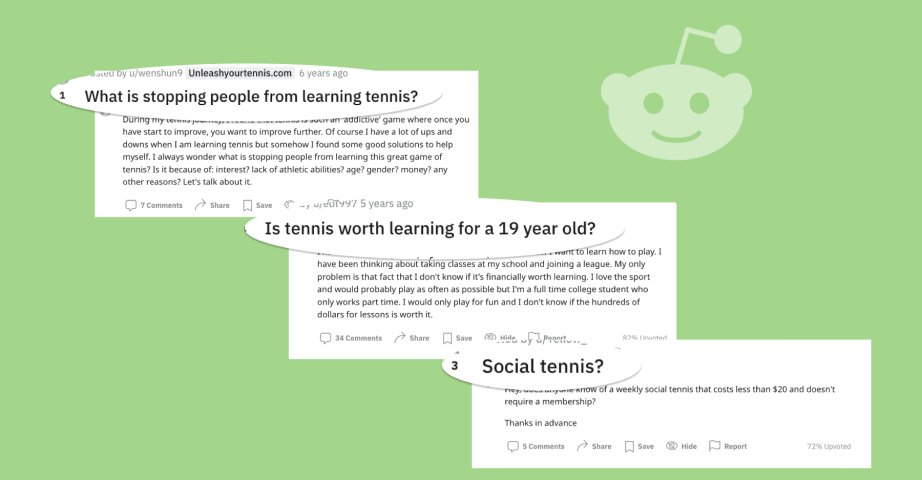 posted by u/wenshun9 Unleashyourtennis.com 6 years ago
1 What is stopping people from learning tennis?
that tennis is such an 'addictive' game where once you
have start to improve, you want to improve further. Of course I have a lot of ups and
downs when I am learning tennis but somehow I found some good solutions to help
myself. I always wonder what is stopping people from learning this great game of
tennis? Is it because of: interest? lack of athletic abilities? age? gender? money? any
other reasons? Let's talk about it.
7 Comments Share Save
5 years ago
Is tennis worth learning for a 19 year old?
I want to learn how to play. I
have been thinking about taking classes at my school and joining a league. My only
problem is that fact that I don't know if it's financially worth learning. I love the sport
and would probably play as often as possible but I'm a full time college student who
only works part time. I would only play for fun and I don't know if the hundreds of
dollars for lessons is worth it.
34 Comments Share Save Hide Report 82% Upvoted
3 Social tennis?
Hey, does anyone know of a weekly social tennis that costs less than $20 and doesn't
require a membership?
Thanks in advance
5 Comments Share Save Hide Report 72% Upvoted